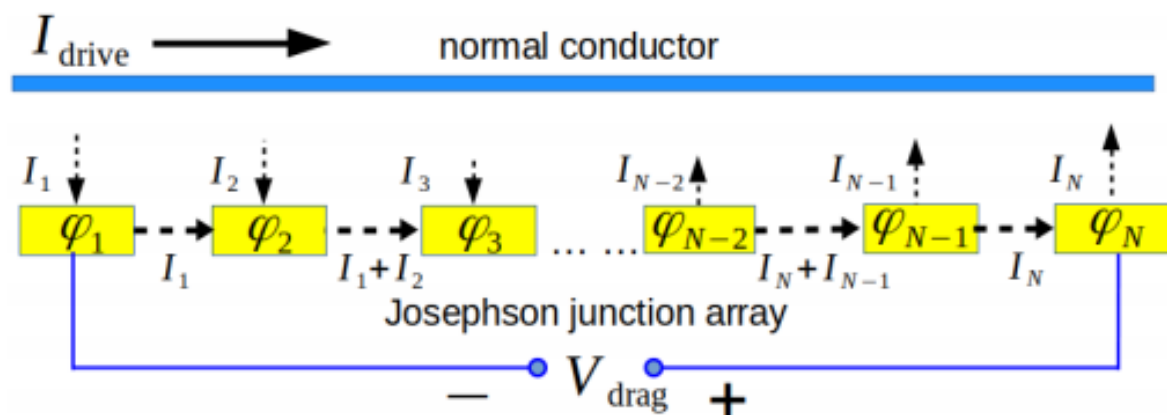 I_drive
normal conductor
I_1 I_2 I_3 I_{N-2} I_{N-1} I_N
φ_1 φ_2 φ_3 ... ... φ_{N-2} φ_{N-1} φ_N
I_1 I_1+I_2 I_N+I_{N-1} I_N
Josephson junction array
− V_drag +